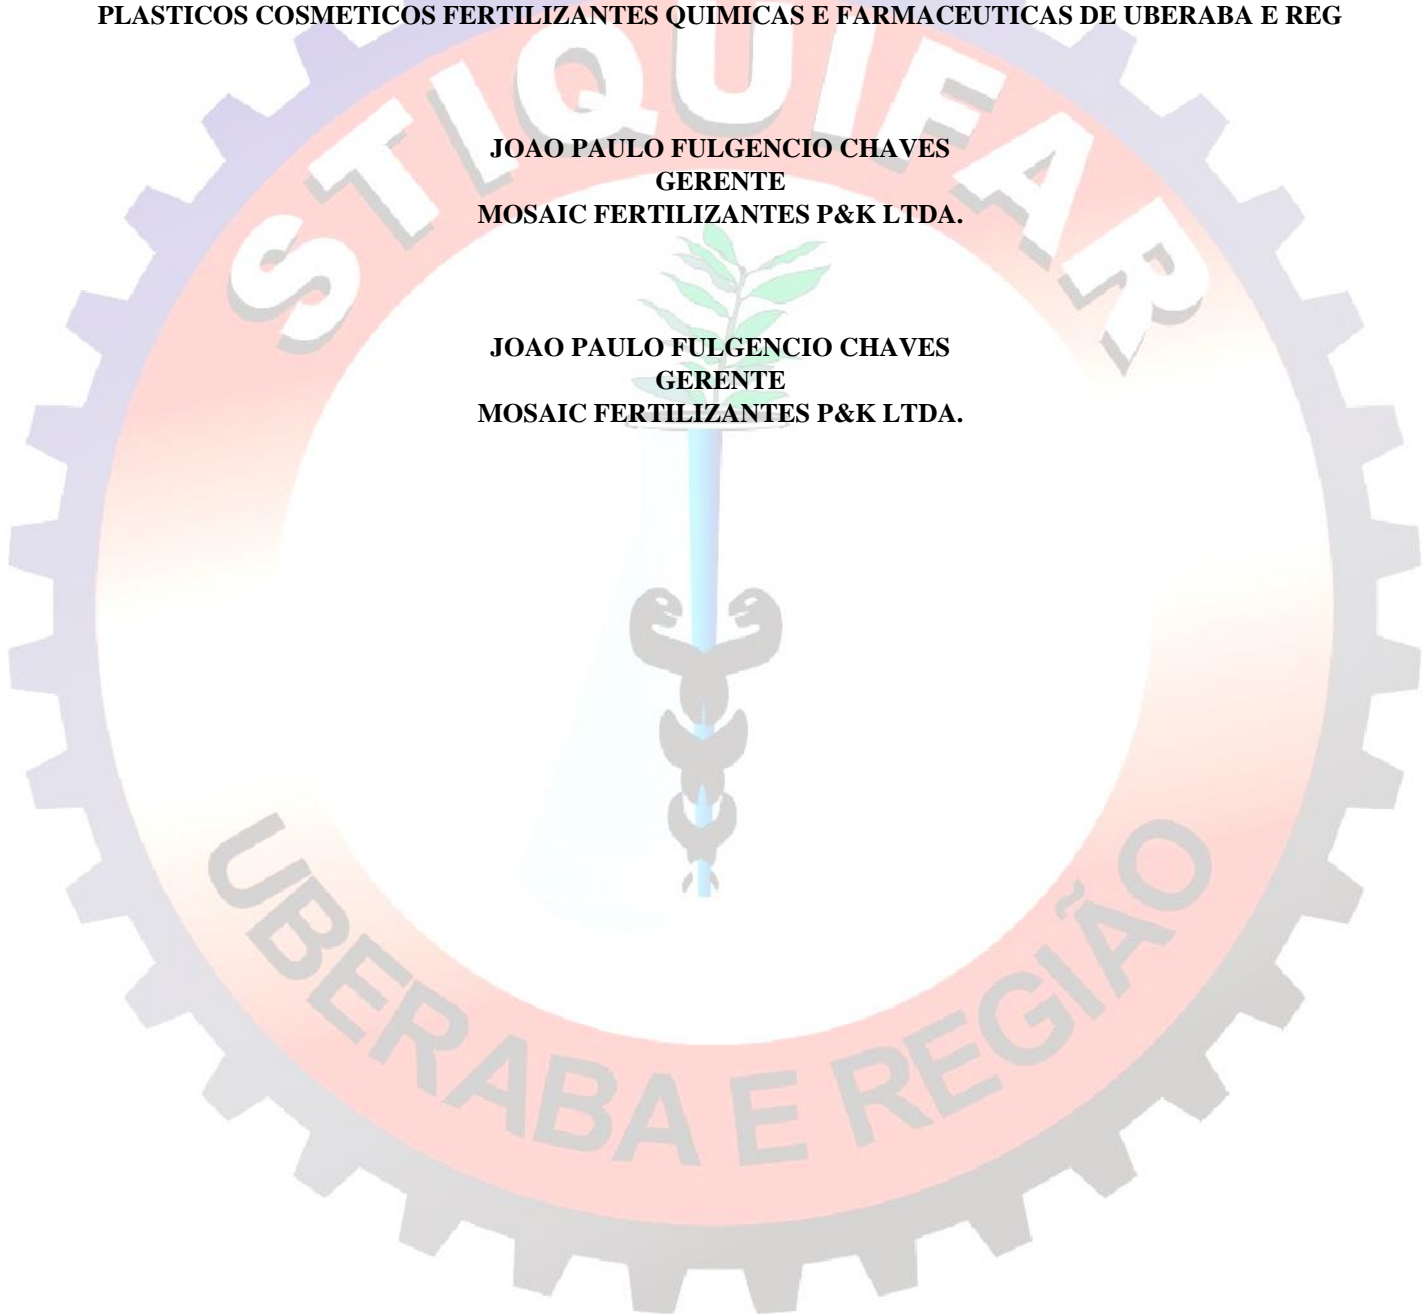 PLASTICOS COSMETICOS FERTILIZANTES QUIMICAS E FARMACEUTICAS DE UBERABA E REG
STIQUIFAR
JOAO PAULO FULGENCIO CHAVES
GERENTE
MOSAIC FERTILIZANTES P&K LTDA.
JOAO PAULO FULGENCIO CHAVES
GERENTE
MOSAIC FERTILIZANTES P&K LTDA.
UBERABA E REGIÃO